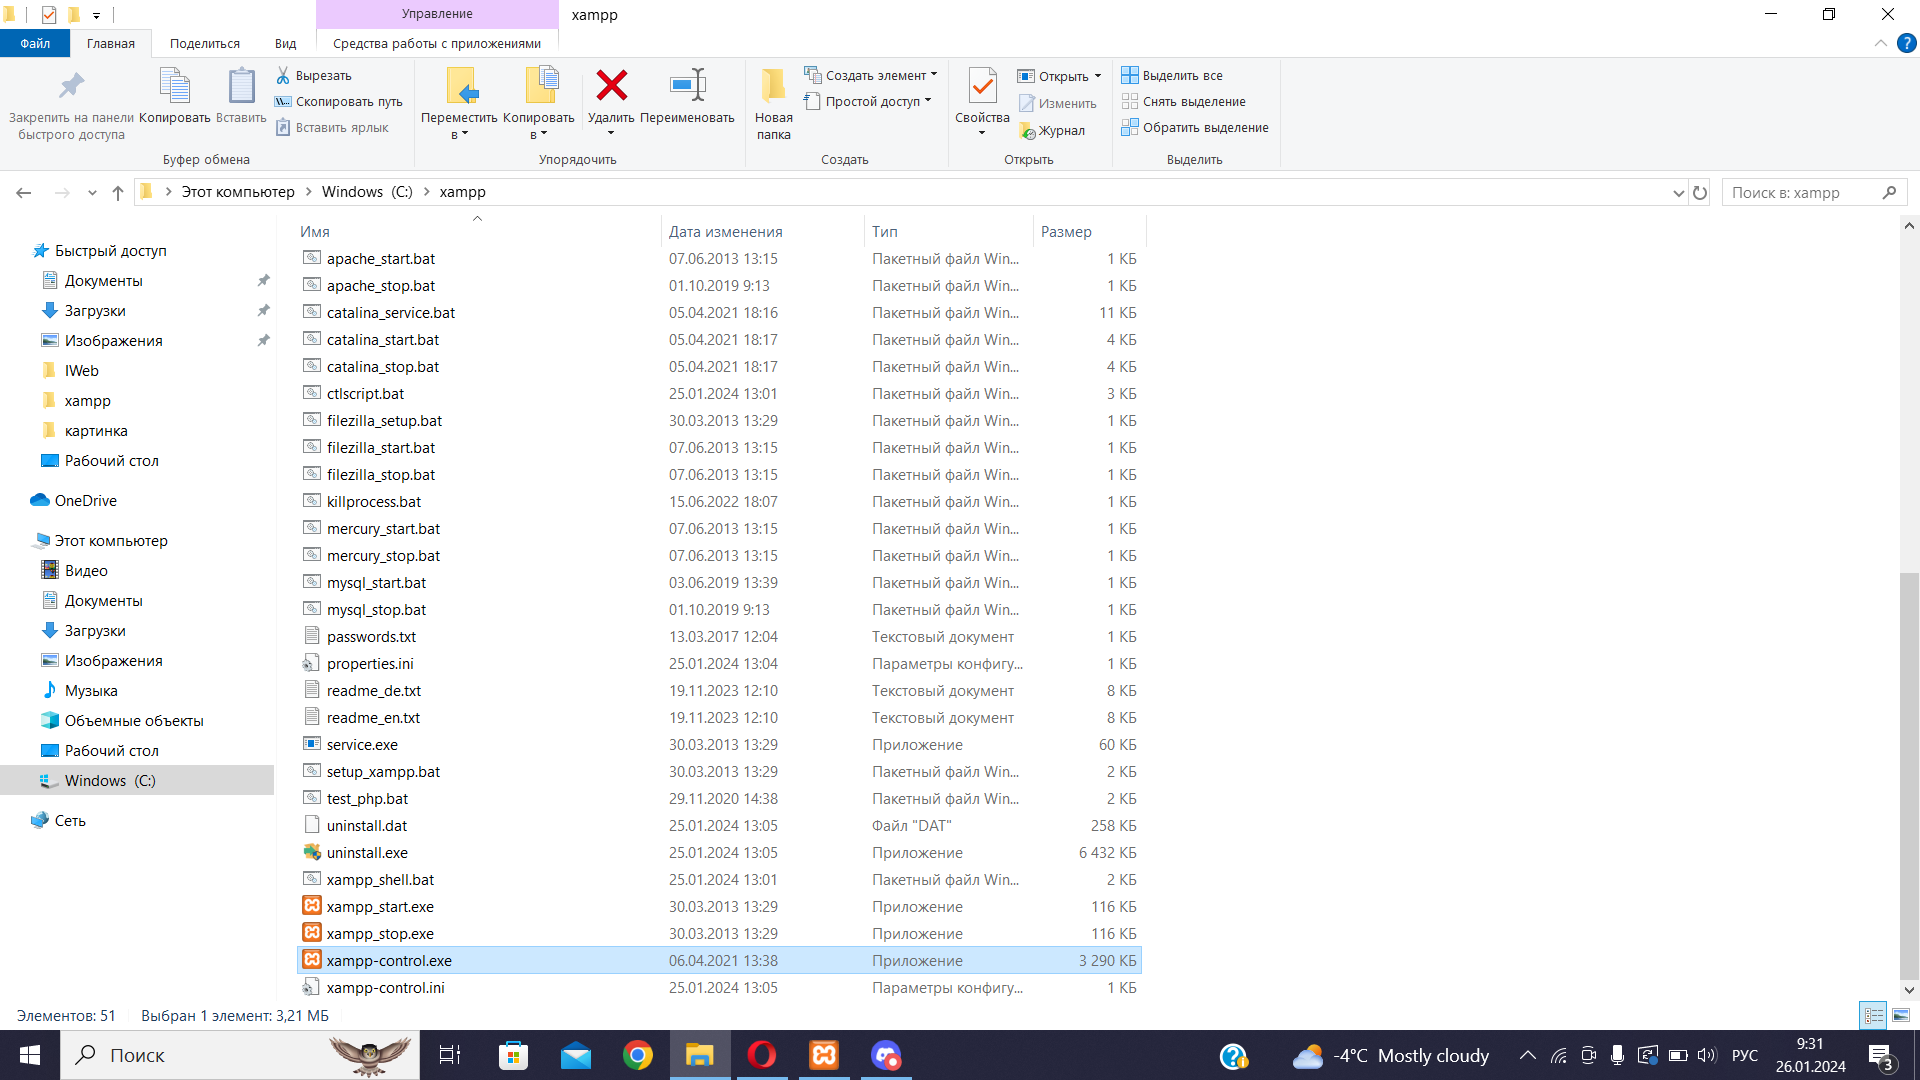 Управление
xampp
Файл
Главная
Поделиться
Вид
Средства работы с приложениями
Закрепить на панели
быстрого доступа
Копировать
Вставить
Вырезать
Скопировать путь
Вставить ярлык
Буфер обмена
Переместить
в
Копировать
в
Удалить
Переименовать
Упорядочить
Новая
папка
Создать элемент
Простой доступ
Создать
Свойства
Открыть
Изменить
Журнал
Открыть
Выделить все
Снять выделение
Обратить выделение
Выделить
Этот компьютер
Windows (C:)
xampp
Поиск в: xampp
Быстрый доступ
Документы
Загрузки
Изображения
IWeb
xampp
картинка
Рабочий стол
OneDrive
Этот компьютер
Видео
Документы
Загрузки
Изображения
Музыка
Объемные объекты
Рабочий стол
Windows (C:)
Сеть
Имя Дата изменения Тип Размер
apache_start.bat 07.06.2013 13:15 Пакетный файл Win... 1 КБ
apache_stop.bat 01.10.2019 9:13 Пакетный файл Win... 1 КБ
catalina_service.bat 05.04.2021 18:16 Пакетный файл Win... 11 КБ
catalina_start.bat 05.04.2021 18:17 Пакетный файл Win... 4 КБ
catalina_stop.bat 05.04.2021 18:17 Пакетный файл Win... 4 КБ
ctlscript.bat 25.01.2024 13:01 Пакетный файл Win... 3 КБ
filezilla_setup.bat 30.03.2013 13:29 Пакетный файл Win... 1 КБ
filezilla_start.bat 07.06.2013 13:15 Пакетный файл Win... 1 КБ
filezilla_stop.bat 07.06.2013 13:15 Пакетный файл Win... 1 КБ
killprocess.bat 15.06.2022 18:07 Пакетный файл Win... 1 КБ
mercury_start.bat 07.06.2013 13:15 Пакетный файл Win... 1 КБ
mercury_stop.bat 07.06.2013 13:15 Пакетный файл Win... 1 КБ
mysql_start.bat 03.06.2019 13:39 Пакетный файл Win... 1 КБ
mysql_stop.bat 01.10.2019 9:13 Пакетный файл Win... 1 КБ
passwords.txt 13.03.2017 12:04 Текстовый документ 1 КБ
properties.ini 25.01.2024 13:04 Параметры конфигу... 1 КБ
readme_de.txt 19.11.2023 12:10 Текстовый документ 8 КБ
readme_en.txt 19.11.2023 12:10 Текстовый документ 8 КБ
service.exe 30.03.2013 13:29 Приложение 60 КБ
setup_xampp.bat 30.03.2013 13:29 Пакетный файл Win... 2 КБ
test_php.bat 29.11.2020 14:38 Пакетный файл Win... 2 КБ
uninstall.dat 25.01.2024 13:05 Файл "DAT" 258 КБ
uninstall.exe 25.01.2024 13:05 Приложение 6 432 КБ
xampp_shell.bat 25.01.2024 13:01 Пакетный файл Win... 2 КБ
xampp_start.exe 30.03.2013 13:29 Приложение 116 КБ
xampp_stop.exe 30.03.2013 13:29 Приложение 116 КБ
xampp-control.exe 06.04.2021 13:38 Приложение 3 290 КБ
xampp-control.ini 25.01.2024 13:05 Параметры конфигу... 1 КБ
Элементов: 51
Выбран 1 элемент: 3,21 МБ
Поиск
-4°C Mostly cloudy
РУС
9:31
26.01.2024
3